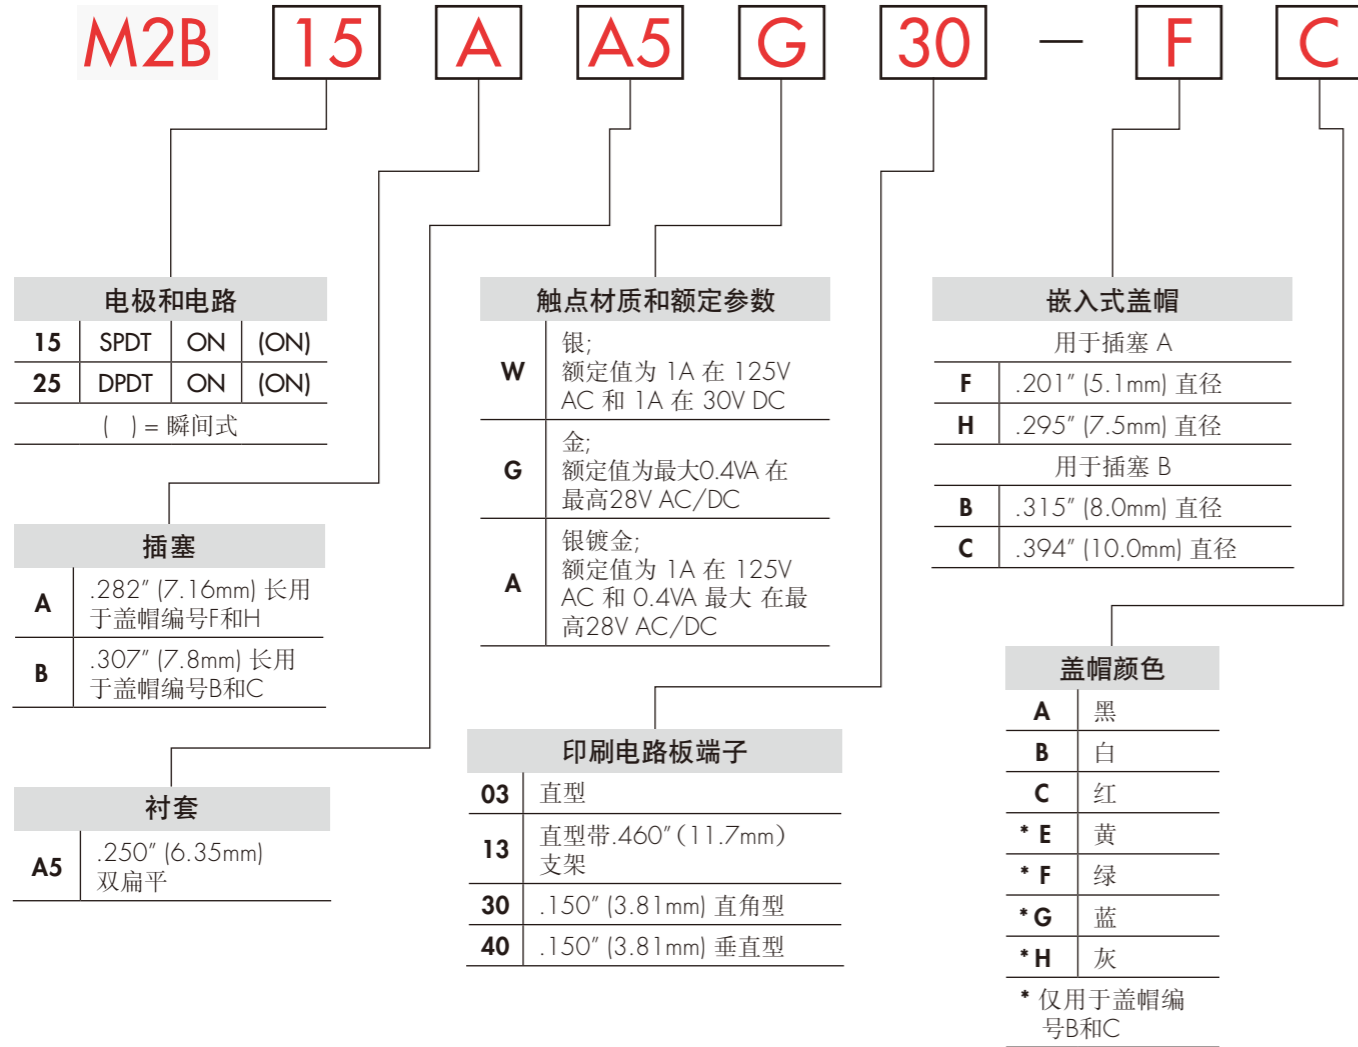 M2B 15 A A5 G 30 — F C
电极和电路
15 SPDT ON (ON)
25 DPDT ON (ON)
( ) = 瞬间式
插塞
A .282" (7.16mm) 长用
于盖帽编号F和H
B .307" (7.8mm) 长用
于盖帽编号B和C
衬套
A5 .250" (6.35mm)
双扁平
触点材质和额定参数
W 银;
额定值为 1A 在 125V
AC 和 1A 在 30V DC
G 金;
额定值为最大0.4VA 在
最高28V AC/DC
A 银镀金;
额定值为 1A 在 125V
AC 和 0.4VA 最大 在最
高28V AC/DC
印刷电路板端子
03 直型
13 直型带.460"（11.7mm）
支架
30 .150" (3.81mm) 直角型
40 .150" (3.81mm) 垂直型
嵌入式盖帽
用于插塞 A
F .201" (5.1mm) 直径
H .295" (7.5mm) 直径
用于插塞 B
B .315" (8.0mm) 直径
C .394" (10.0mm) 直径
盖帽颜色
A 黑
B 白
C 红
* E 黄
* F 绿
* G 蓝
* H 灰
* 仅用于盖帽编
号B和C